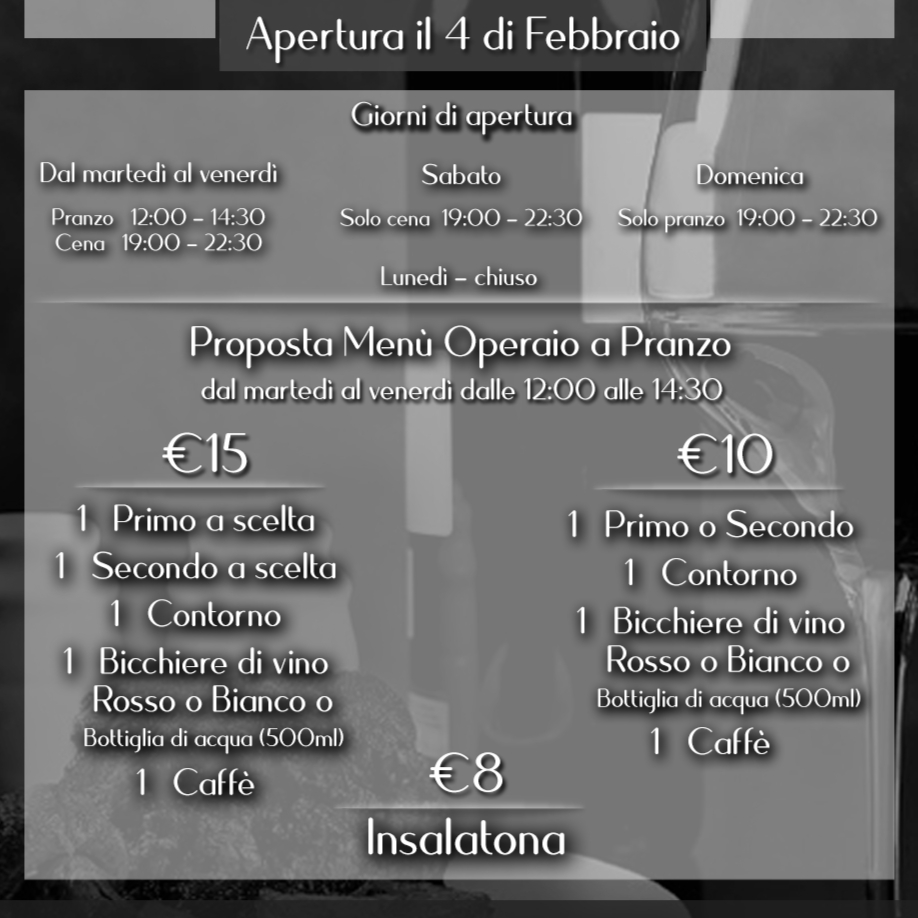 Apertura il 4 di Febbraio
Giorni di apertura
Dal martedì al venerdì
Pranzo 12:00 – 14:30
Cena 19:00 – 22:30
Sabato
Solo cena 19:00 – 22:30
Domenica
Solo pranzo 19:00 – 22:30
Lunedì – chiuso
Proposta Menù Operaio a Pranzo
dal martedì al venerdì dalle 12:00 alle 14:30
€15
1 Primo a scelta
1 Secondo a scelta
1 Contorno
1 Bicchiere di vino
Rosso o Bianco o
Bottiglia di acqua (500ml)
1 Caffè
€10
1 Primo o Secondo
1 Contorno
1 Bicchiere di vino
Rosso o Bianco o
Bottiglia di acqua (500ml)
1 Caffè
€8
Insalatona